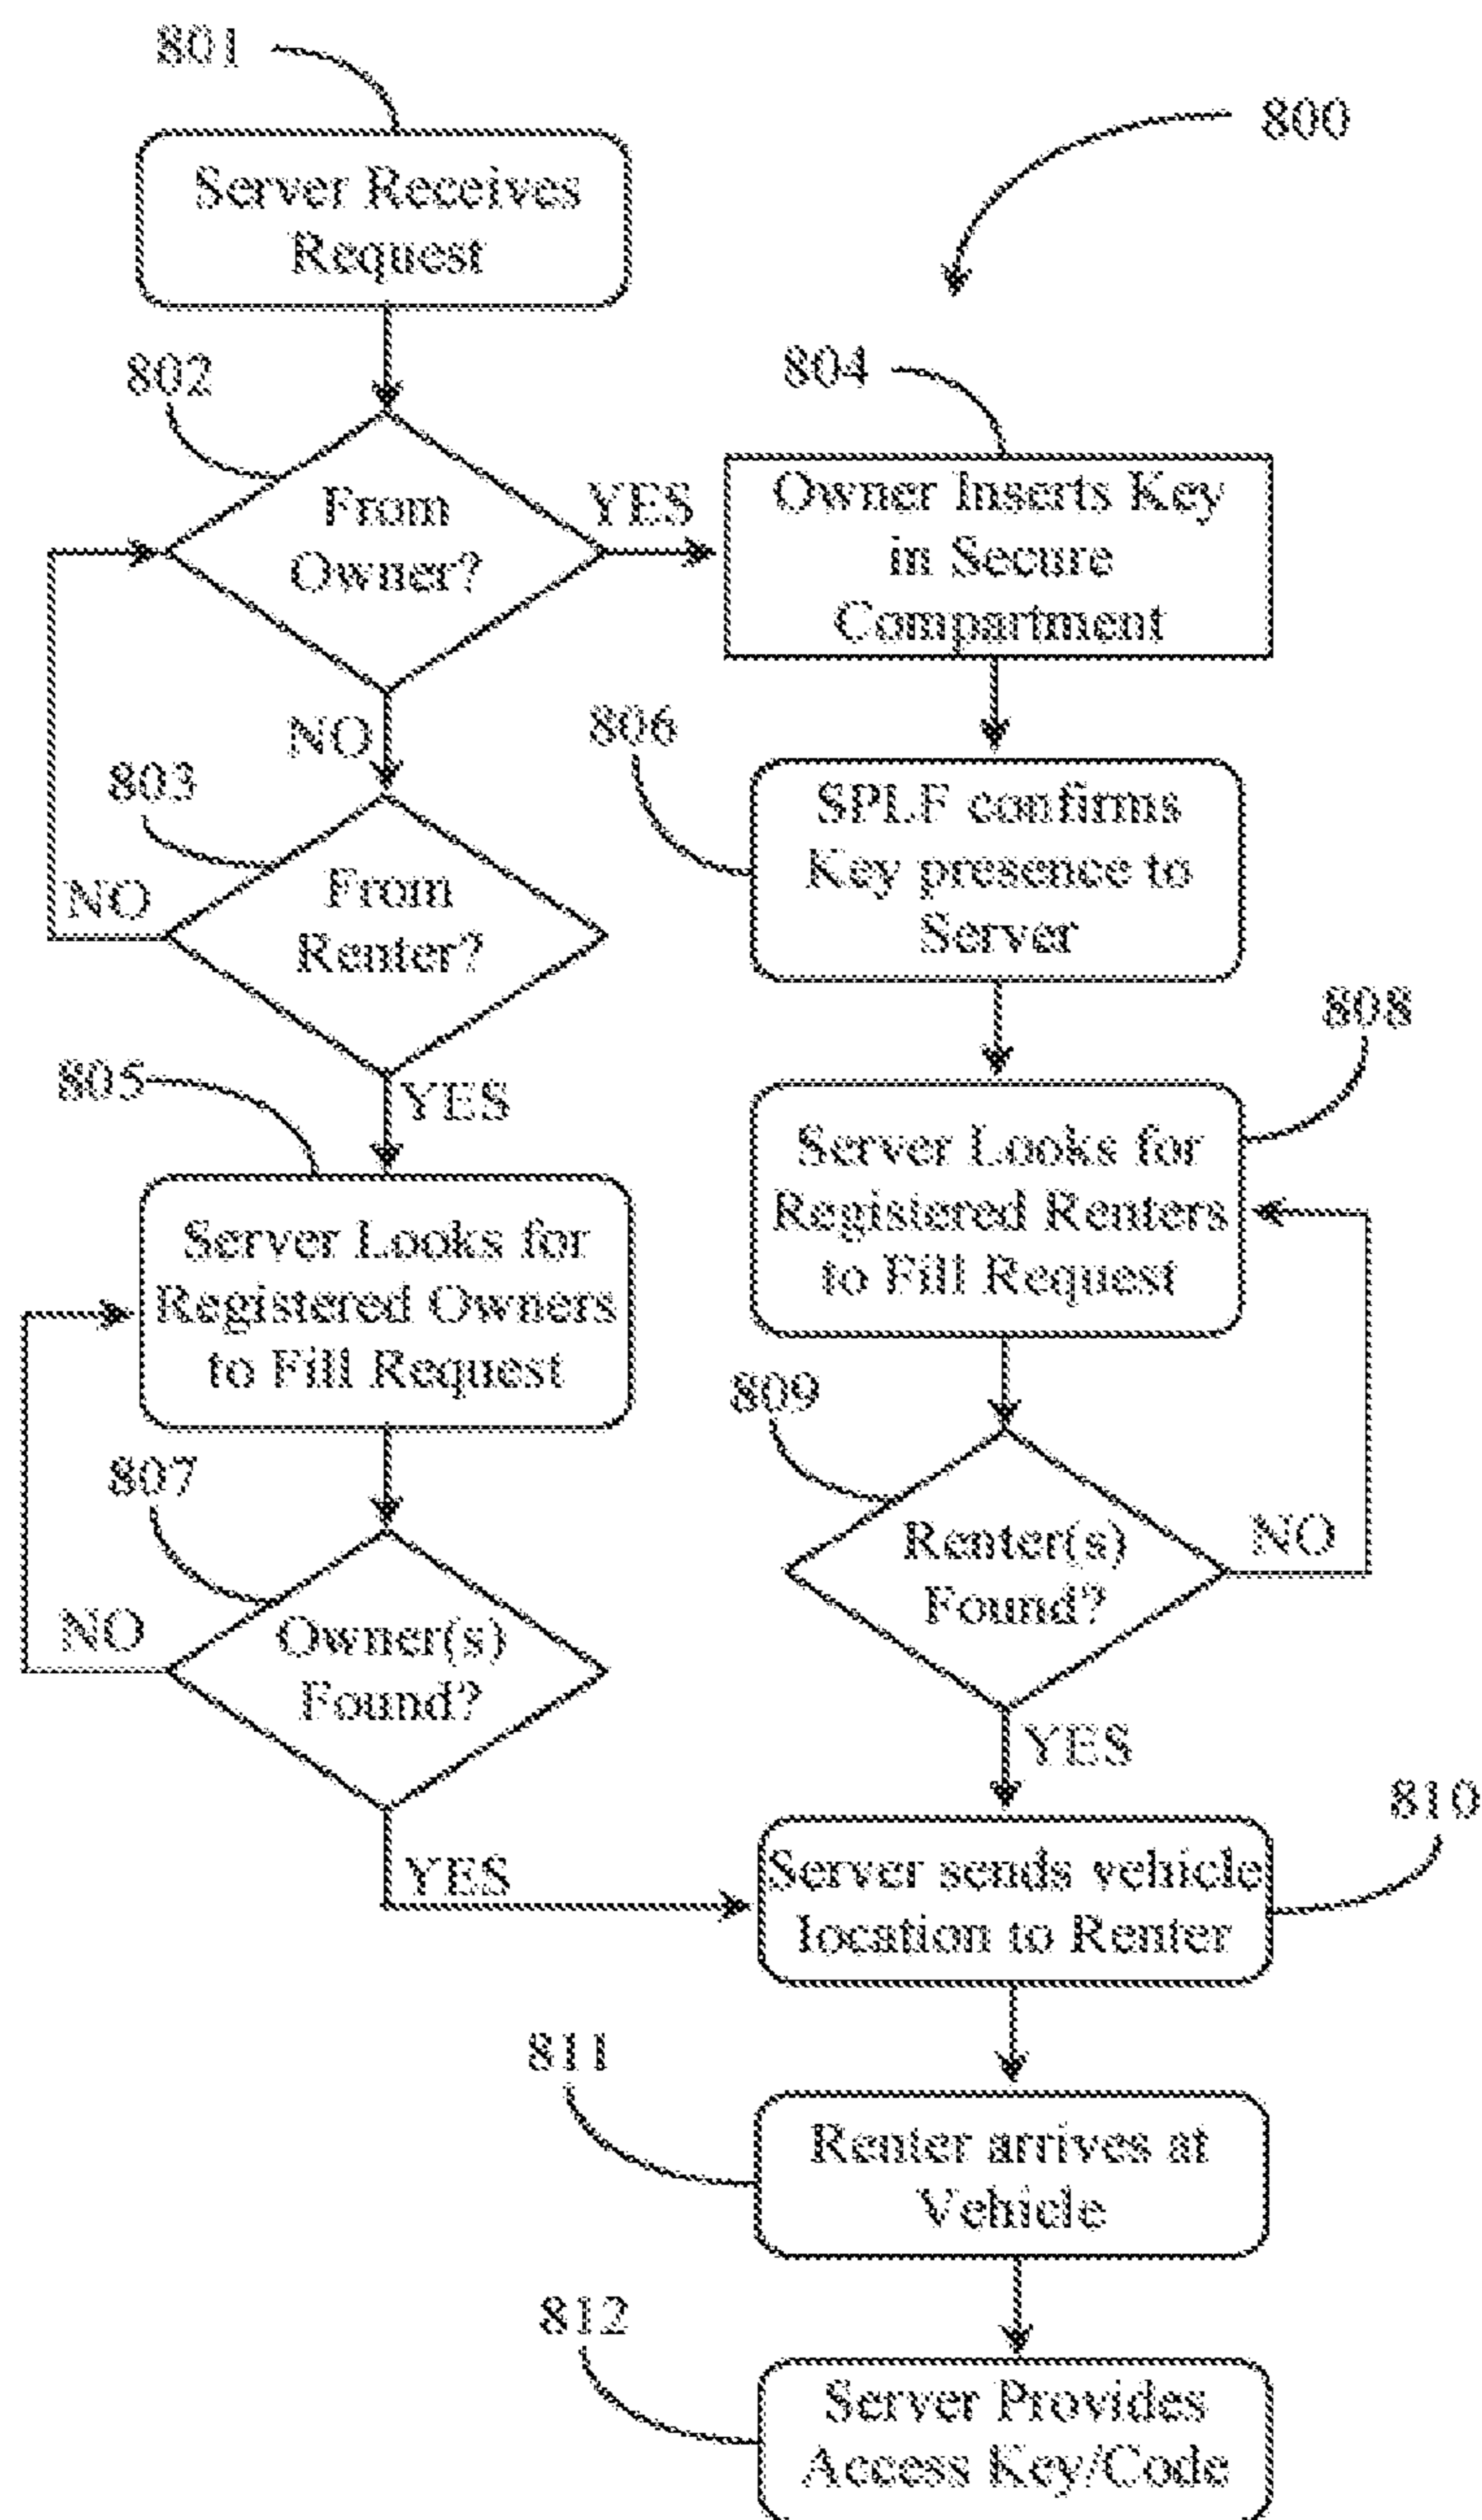 801
800
Server Receives
Request
802
804
From
Owner?
YES
Owner Inserts Key
in Secure
Compartment
NO
806
803
SPLF confirms
Key presence to
Server
From
Renter?
NO
808
805
YES
Server Looks for
Registered Renters
to Fill Request
Server Looks for
Registered Owners
to Fill Request
809
807
Renter(s)
Found?
NO
Owner(s)
Found?
NO
YES
810
YES
Server sends vehicle
location to Renter
811
Renter arrives at
Vehicle
812
Server Provides
Access Key/Code